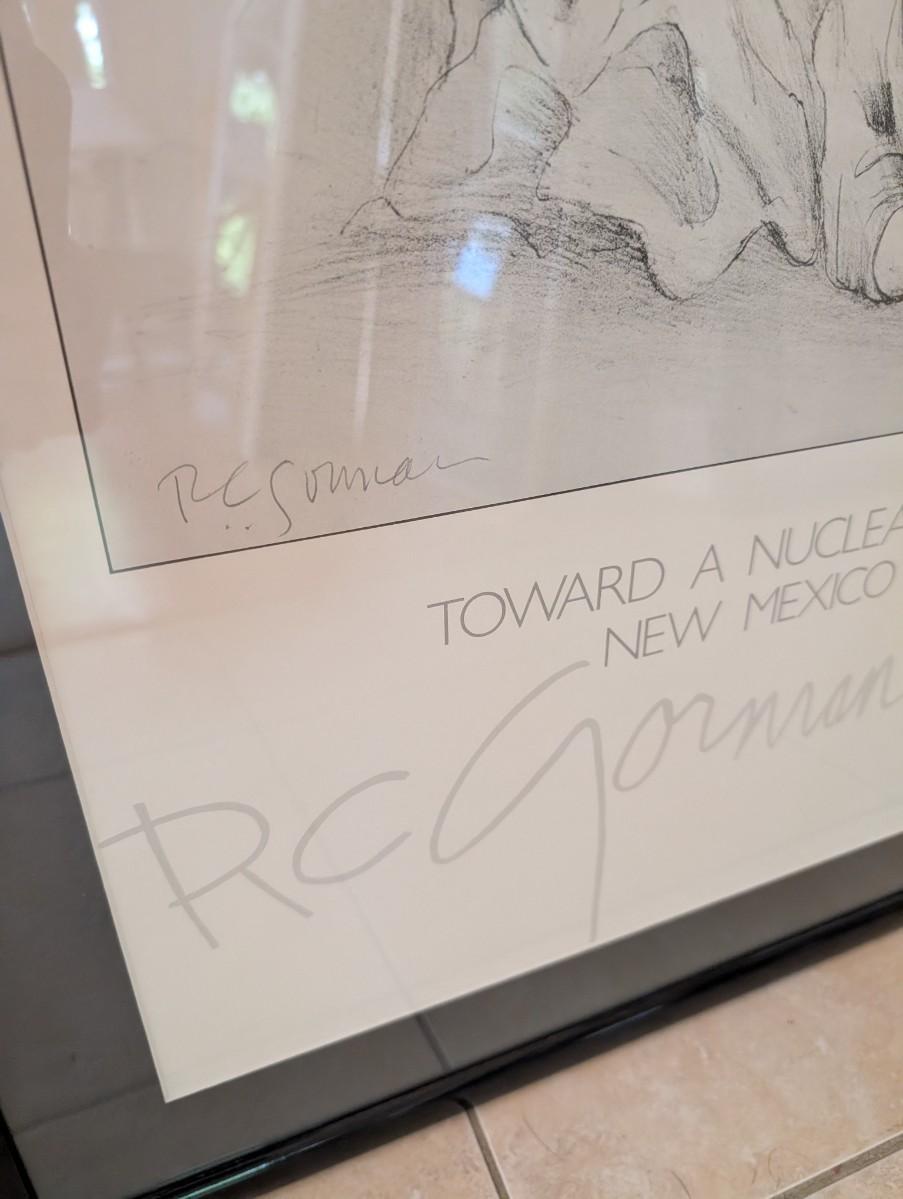 R.C. Gorman
TOWARD A NUCLEA
NEW MEXICO
RC Gorman